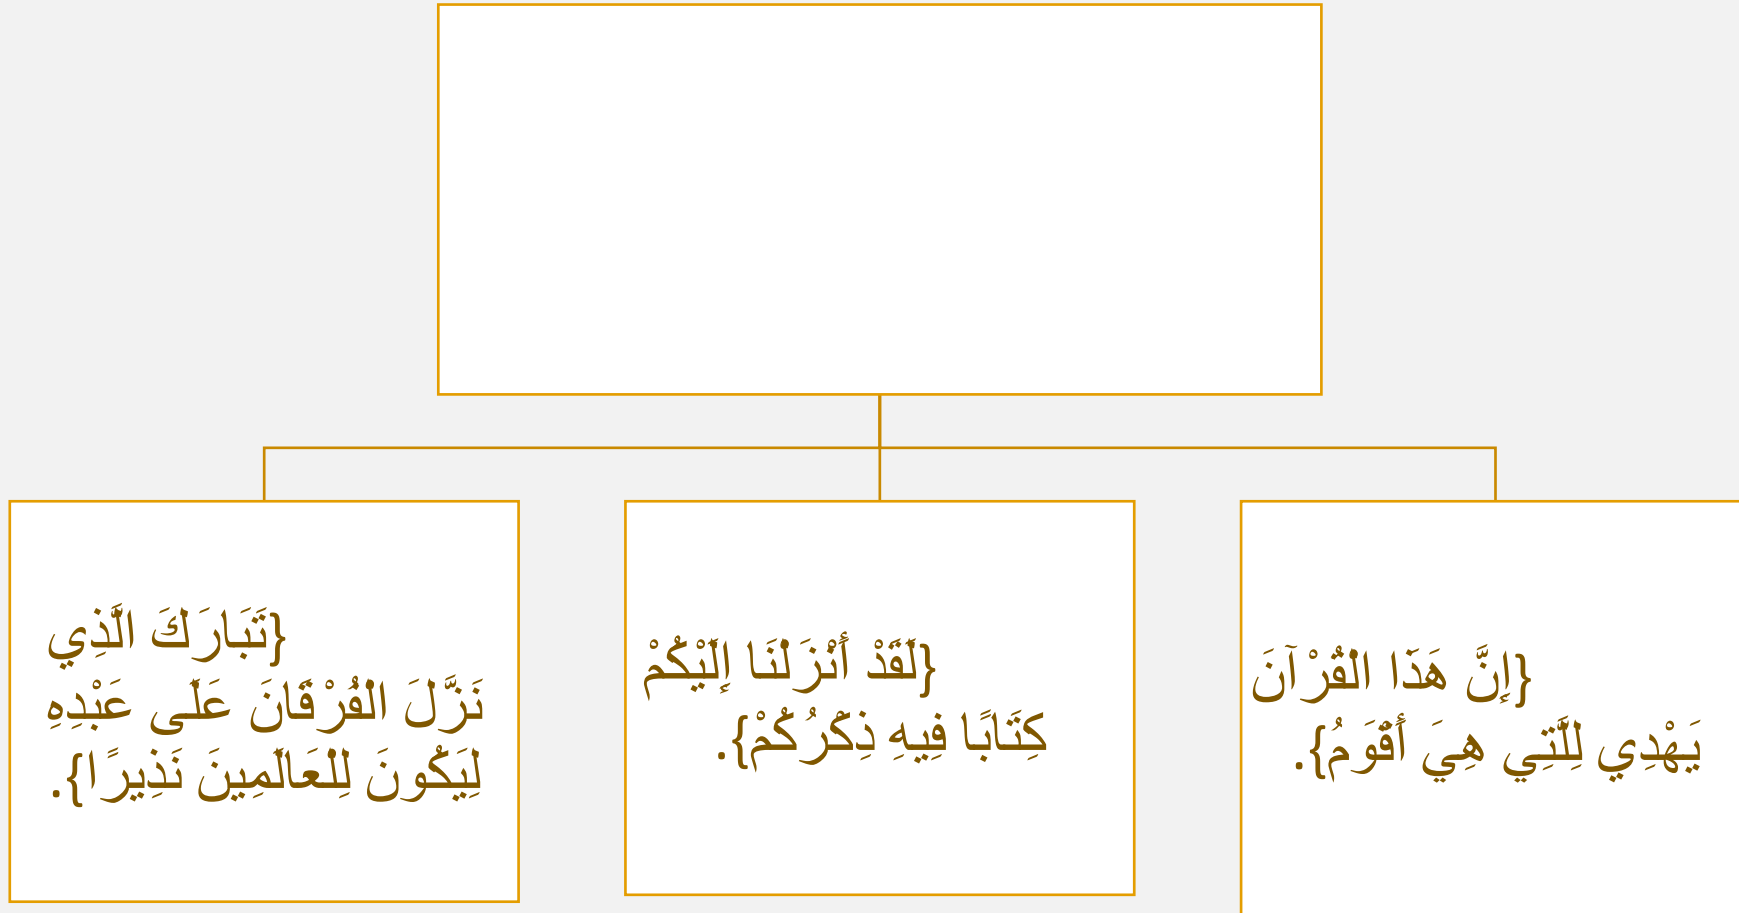 {إِنَّ هَذَا الْقُرْآنَ
يَهْدِي لِلَّتِي هِيَ أَقْوَمُ}.
{لَقَدْ أَنْزَلْنَا إِلَيْكُمْ
كِتَابًا فِيهِ ذِكْرُكُمْ}.
{تَبَارَكَ الَّذِي
نَزَّلَ الْفُرْقَانَ عَلَى عَبْدِهِ
لِيَكُونَ لِلْعَالَمِينَ نَذِيرًا}.